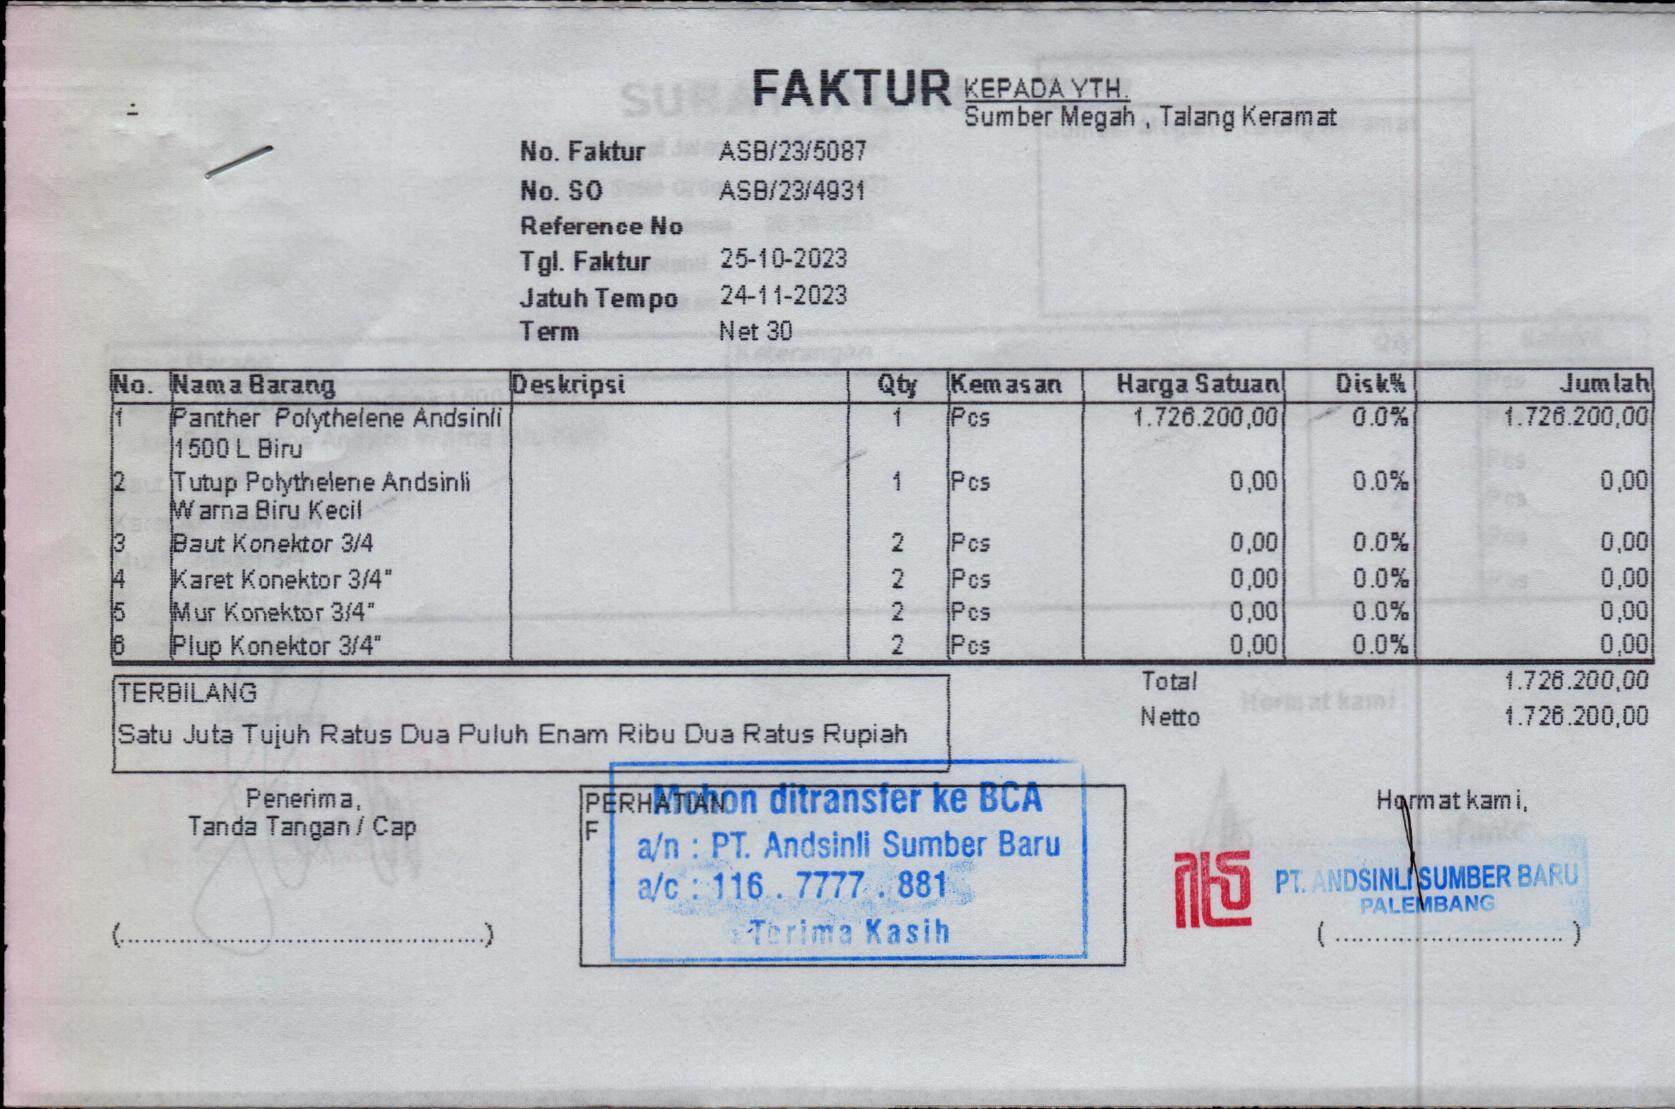 FAKTUR
KEPADA YTH.
Sumber Megah , Talang Keramat
No. Faktur ASB/23/5087
No. SO ASB/23/4931
Reference No
Tgl. Faktur 25-10-2023
Jatuh Tempo 24-11-2023
Term Net 30
No. Nama Barang Deskripsi Qty Kemasan Harga Satuan Disk% Jumlah
1 Panther Polythelene Andsinli 1 Pcs 1.726.200,00 0.0% 1.726.200,00
1500 L Biru
2 Tutup Polythelene Andsinli 1 Pcs 0,00 0.0% 0,00
Warna Biru Kecil
3 Baut Konektor 3/4 2 Pcs 0,00 0.0% 0,00
4 Karet Konektor 3/4" 2 Pcs 0,00 0.0% 0,00
5 Mur Konektor 3/4" 2 Pcs 0,00 0.0% 0,00
6 Plup Konektor 3/4" 2 Pcs 0,00 0.0% 0,00
Total 1.726.200,00
Netto 1.726.200,00
TERBILANG
Satu Juta Tujuh Ratus Dua Puluh Enam Ribu Dua Ratus Rupiah
Penerima,
Tanda Tangan / Cap
(................................................)
PERHATIAN
F
Mohon ditransfer ke BCA
a/n : PT. Andsinli Sumber Baru
a/c : 116 . 7777 . 881
Terima Kasih
Hormat kami,
PT. ANDSINLI SUMBER BARU
PALEMBANG
( ............................. )